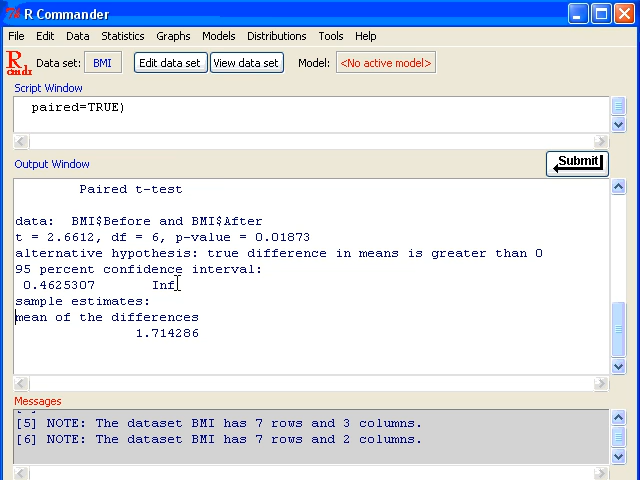 R Commander
File Edit Data Statistics Graphs Models Distributions Tools Help
R cmdr Data set: BMI Edit data set View data set Model: <No active model>
Script Window
paired=TRUE)
Output Window
Submit
Paired t-test
data:  BMI$Before and BMI$After
t = 2.6612, df = 6, p-value = 0.01873
alternative hypothesis: true difference in means is greater than 0
95 percent confidence interval:
0.4625307 Inf
sample estimates:
mean of the differences
1.714286
Messages
[5] NOTE: The dataset BMI has 7 rows and 3 columns.
[6] NOTE: The dataset BMI has 7 rows and 2 columns.